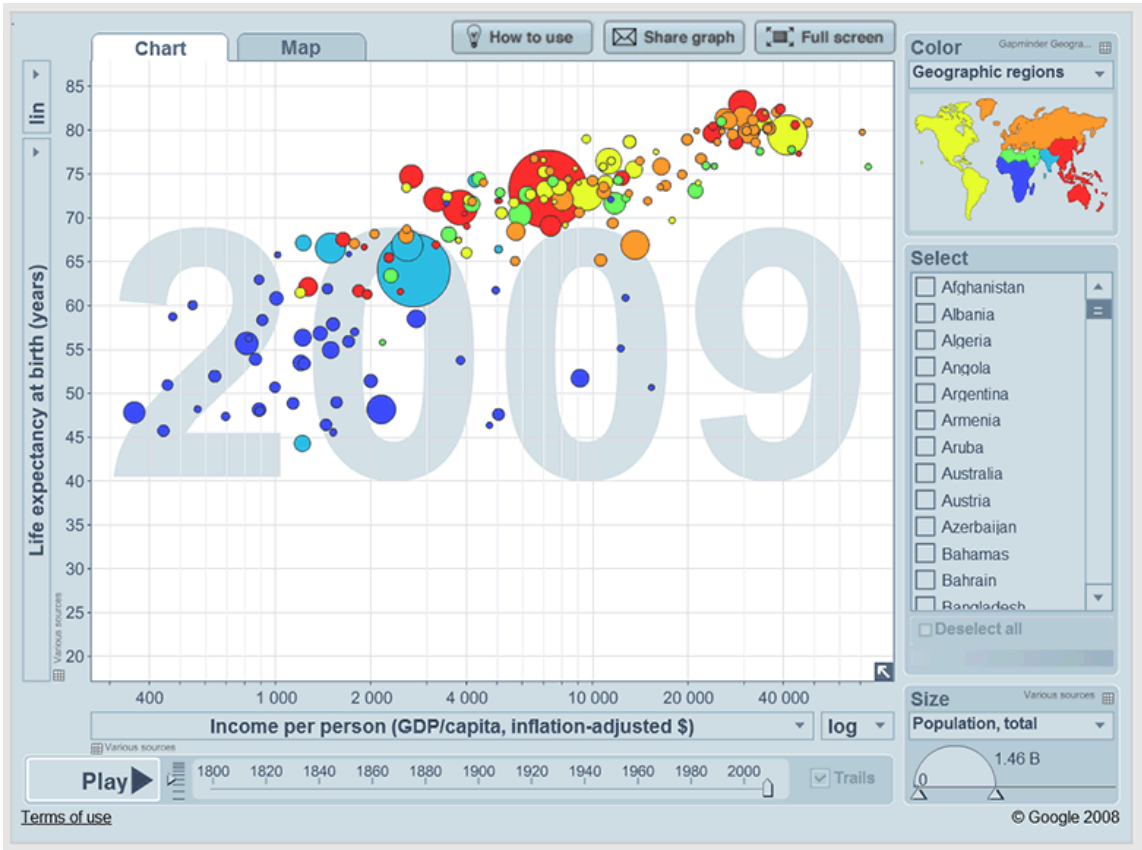 Chart
Map
How to use
Share graph
Full screen
Color
Gapminder Geogra...
Geographic regions
lin
Life expectancy at birth (years)
Various sources
85
80
75
70
65
60
55
50
45
40
35
30
25
20
2009
400
1 000
2 000
4 000
10 000
20 000
40 000
Income per person (GDP/capita, inflation-adjusted $)
log
Various sources
Select
Afghanistan
Albania
Algeria
Angola
Argentina
Armenia
Aruba
Australia
Austria
Azerbaijan
Bahamas
Bahrain
Bangladesh
Deselect all
Size
Various sources
Population, total
1.46 B
0
Play
1800 1820 1840 1860 1880 1900 1920 1940 1960 1980 2000
Trails
Terms of use
© Google 2008